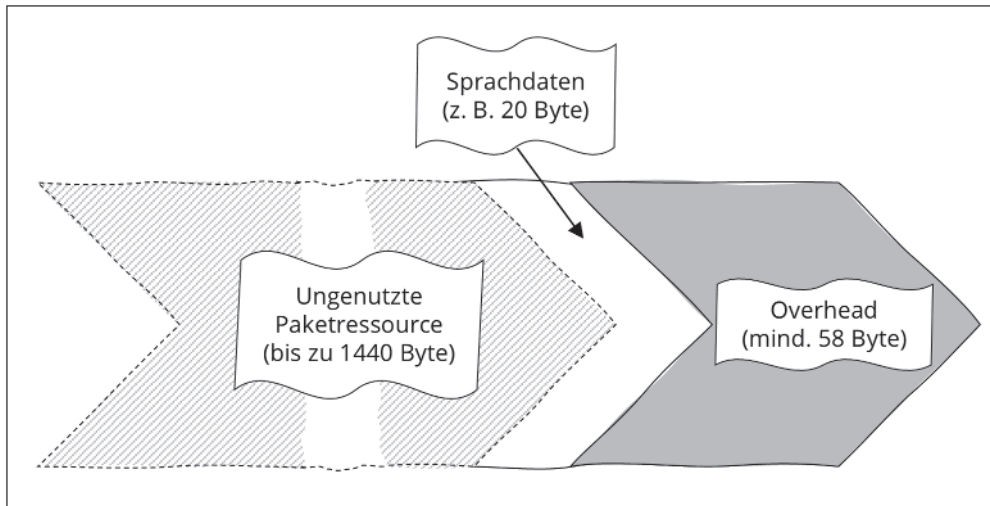 Sprachdaten
(z. B. 20 Byte)
Ungenutzte
Paketressource
(bis zu 1440 Byte)
Overhead
(mind. 58 Byte)